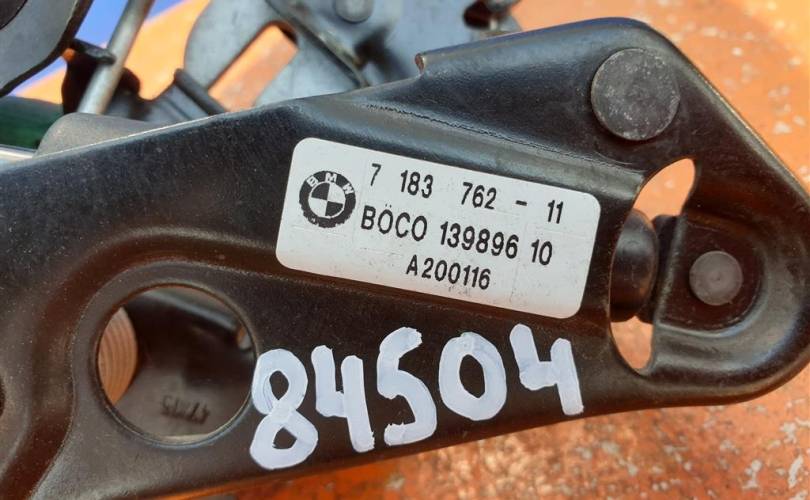 BMW
7 183 762 - 11
BÖCO 139896 10
A200116
84504